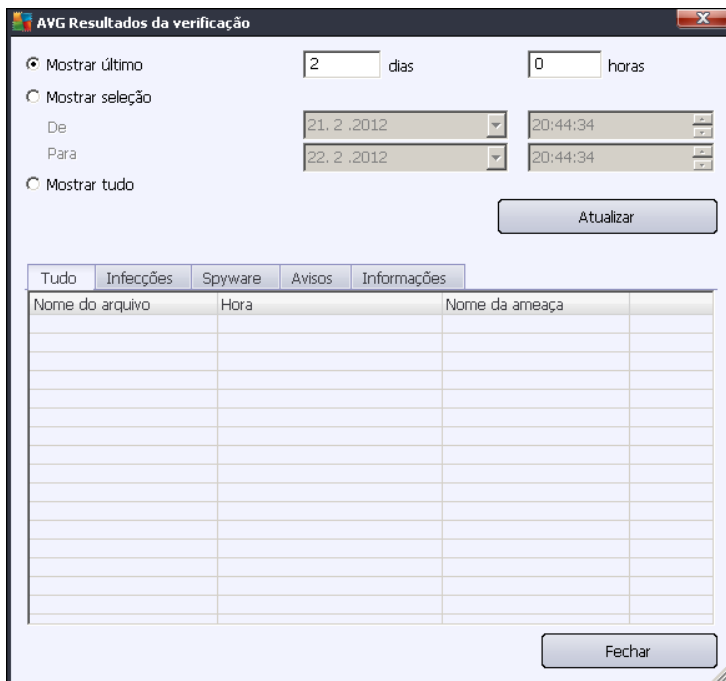 AVG Resultados da verificação
Mostrar último 2 dias 0 horas
Mostrar seleção
De 21. 2 .2012 20:44:34
Para 22. 2 .2012 20:44:34
Mostrar tudo
Atualizar
Tudo Infecções Spyware Avisos Informações
Nome do arquivo Hora Nome da ameaça
Fechar